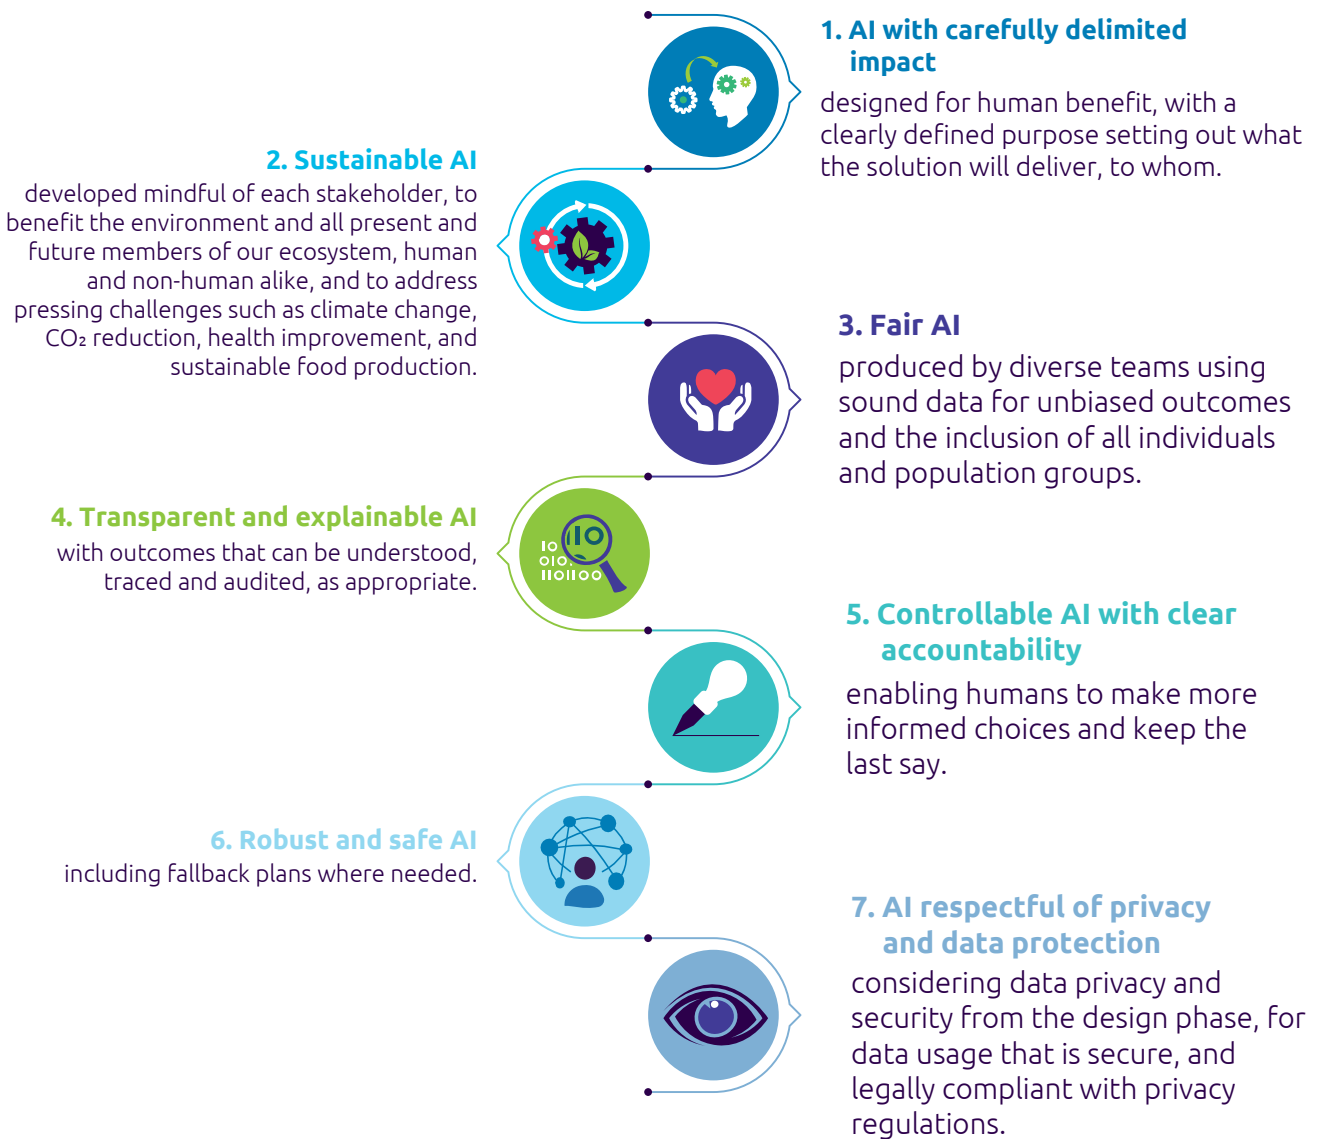 1. AI with carefully delimited
impact
designed for human benefit, with a
clearly defined purpose setting out what
the solution will deliver, to whom.
2. Sustainable AI
developed mindful of each stakeholder, to
benefit the environment and all present and
future members of our ecosystem, human
and non-human alike, and to address
pressing challenges such as climate change,
CO₂ reduction, health improvement, and
sustainable food production.
3. Fair AI
produced by diverse teams using
sound data for unbiased outcomes
and the inclusion of all individuals
and population groups.
4. Transparent and explainable AI
with outcomes that can be understood,
traced and audited, as appropriate.
5. Controllable AI with clear
accountability
enabling humans to make more
informed choices and keep the
last say.
6. Robust and safe AI
including fallback plans where needed.
7. AI respectful of privacy
and data protection
considering data privacy and
security from the design phase, for
data usage that is secure, and
legally compliant with privacy
regulations.